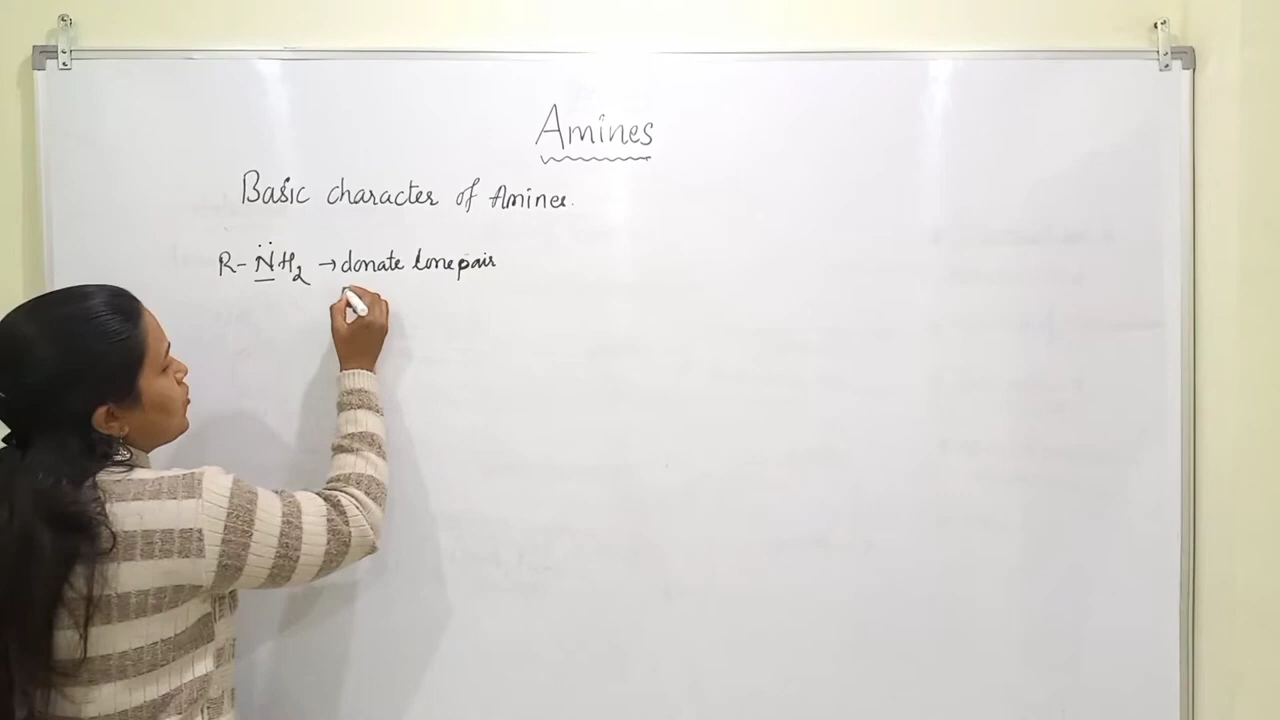 Amines
Basic character of Amines.
R-N̈H₂ → donate lone pair